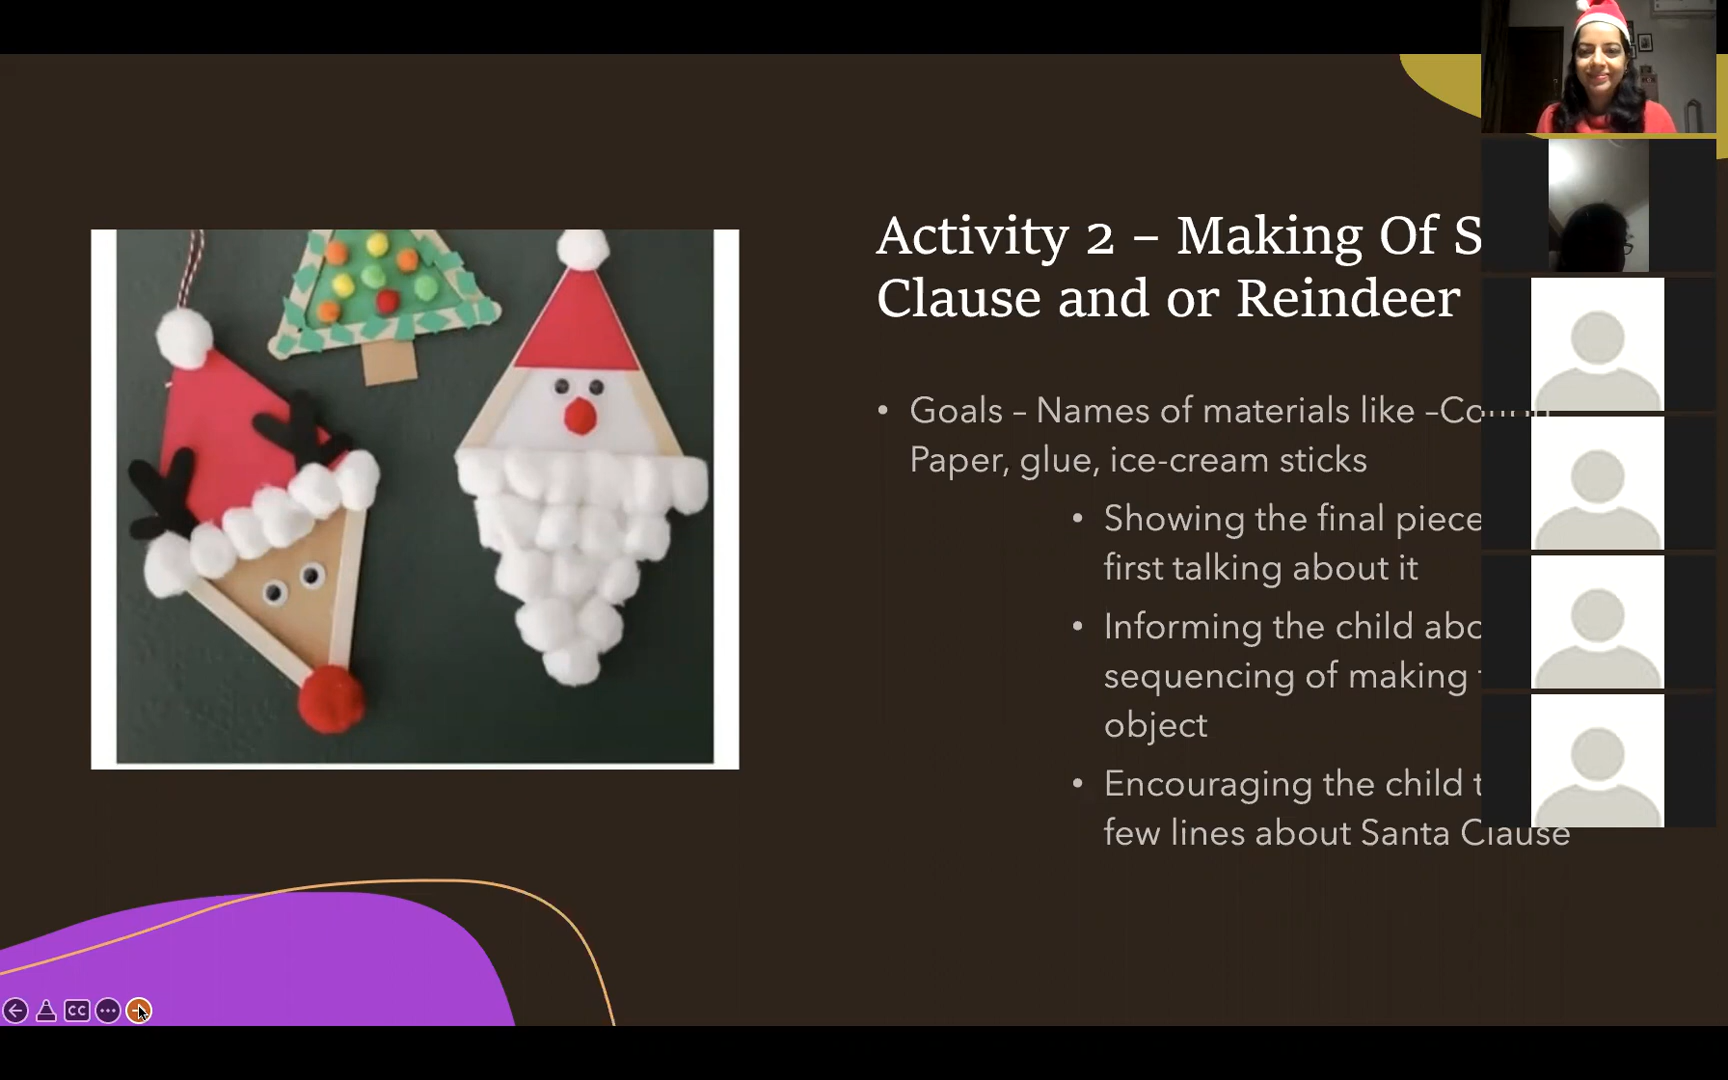 Activity 2 – Making Of
Clause and or Reindeer
• Goals – Names of materials like –
Paper, glue, ice-cream sticks
• Showing the final piece
first talking about it
• Informing the child
sequencing of making
object
• Encouraging the child
few lines about Santa Clause
CC